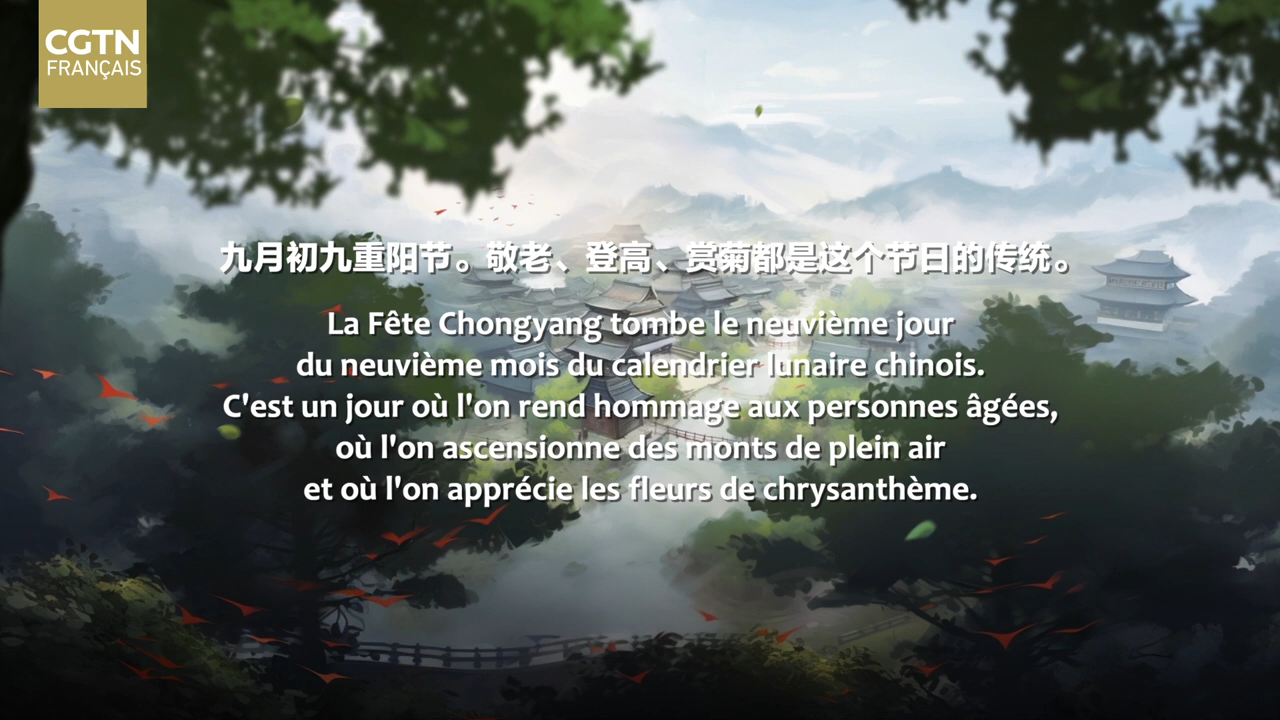 CGTN
FRANÇAIS
九月初九重阳节。敬老、登高、赏菊都是这个节日的传统。
La Fête Chongyang tombe le neuvième jour
du neuvième mois du calendrier lunaire chinois.
C'est un jour où l'on rend hommage aux personnes âgées,
où l'on ascensionne des monts de plein air
et où l'on apprécie les fleurs de chrysanthème.